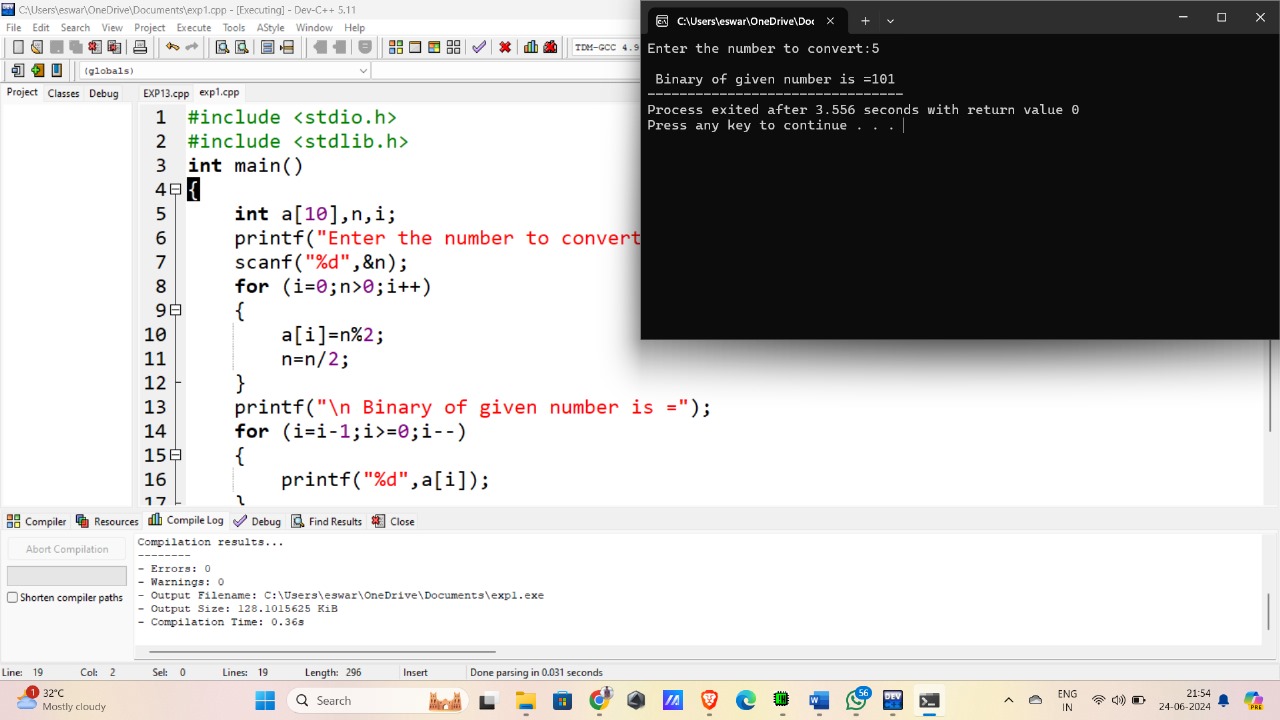 C:\Users\eswar\OneDrive\Documents\exp1.cpp - [Executing] - Dev-C++ 5.11
File Edit Search View Project Execute Tools AStyle Window Help
TDM-GCC 4.9
(globals)
Project Classes Debug
EXP13.cpp exp1.cpp
1 #include <stdio.h>
2 #include <stdlib.h>
3 int main()
4 {
5 int a[10],n,i;
6 printf("Enter the number to convert
7 scanf("%d",&n);
8 for (i=0;n>0;i++)
9 {
10 a[i]=n%2;
11 n=n/2;
12 }
13 printf("\n Binary of given number is =");
14 for (i=i-1;i>=0;i--)
15 {
16 printf("%d",a[i]);
17 }
C:\Users\eswar\OneDrive\Doc
Enter the number to convert:5
Binary of given number is =101
--------------------------------
Process exited after 3.556 seconds with return value 0
Press any key to continue . . .
Compiler Resources Compile Log Debug Find Results Close
Abort Compilation
Shorten compiler paths
Compilation results...
--------
- Errors: 0
- Warnings: 0
- Output Filename: C:\Users\eswar\OneDrive\Documents\exp1.exe
- Output Size: 128.1015625 KiB
- Compilation Time: 0.36s
Line: 19 Col: 2 Sel: 0 Lines: 19 Length: 296 Insert Done parsing in 0.031 seconds
1
32°C
Mostly cloudy
Search
56
DEV
ENG
IN
21:54
24-06-2024
PRE